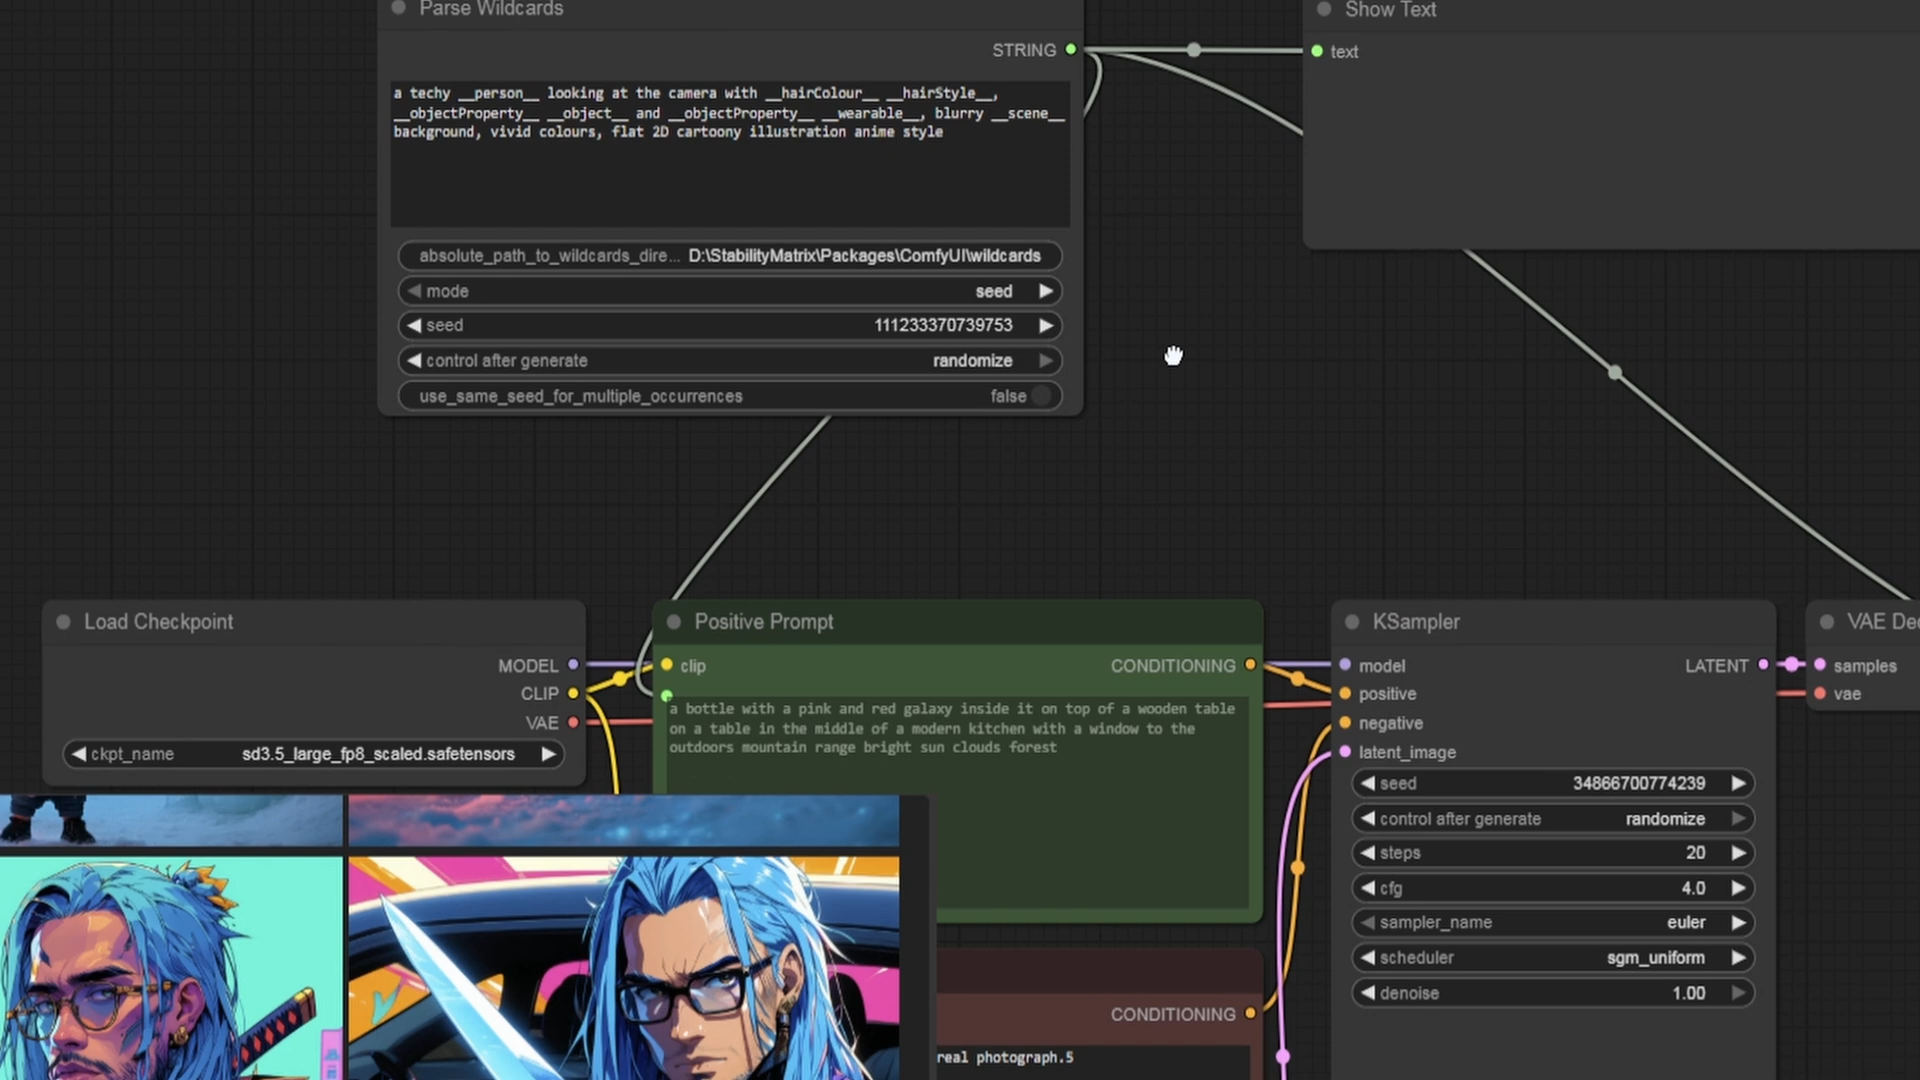 Parse Wildcards
STRING
a techy __person__ looking at the camera with __hairColour__ __hairStyle__,
__objectProperty__ __object__ and __objectProperty__ __wearable__, blurry __scene__
background, vivid colours, flat 2D cartoony illustration anime style
absolute_path_to_wildcards_dire... D:\StabilityMatrix\Packages\ComfyUI\wildcards
mode seed
seed 111233370739753
control after generate randomize
use_same_seed_for_multiple_occurrences false
Show Text
text
Load Checkpoint
MODEL
CLIP
VAE
ckpt_name sd3.5_large_fp8_scaled.safetensors
Positive Prompt
clip CONDITIONING
a bottle with a pink and red galaxy inside it on top of a wooden table
on a table in the middle of a modern kitchen with a window to the
outdoors mountain range bright sun clouds forest
CONDITIONING
real photograph.5
KSampler
model LATENT
positive
negative
latent_image
seed 34866700774239
control after generate randomize
steps 20
cfg 4.0
sampler_name euler
scheduler sgm_uniform
denoise 1.00
VAE Dec
samples
vae